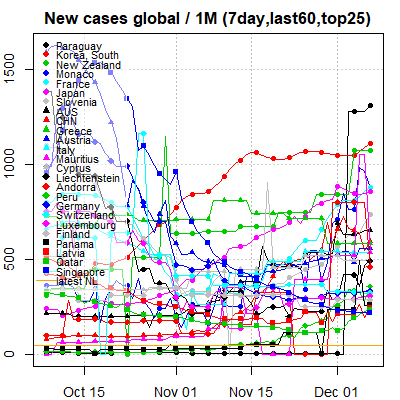 New cases global / 1M (7day,last60,top25)
1500
1000
500
0
Paraguay
Korea, South
New Zealand
Monaco
France
Japan
Slovenia
AUS
CHN
Greece
Austria
Italy
Mauritius
Cyprus
Liechtenstein
Andorra
Peru
Germany
Switzerland
Luxembourg
Finland
Panama
Latvia
Qatar
Singapore
latest NL
Oct 15
Nov 01
Nov 15
Dec 01